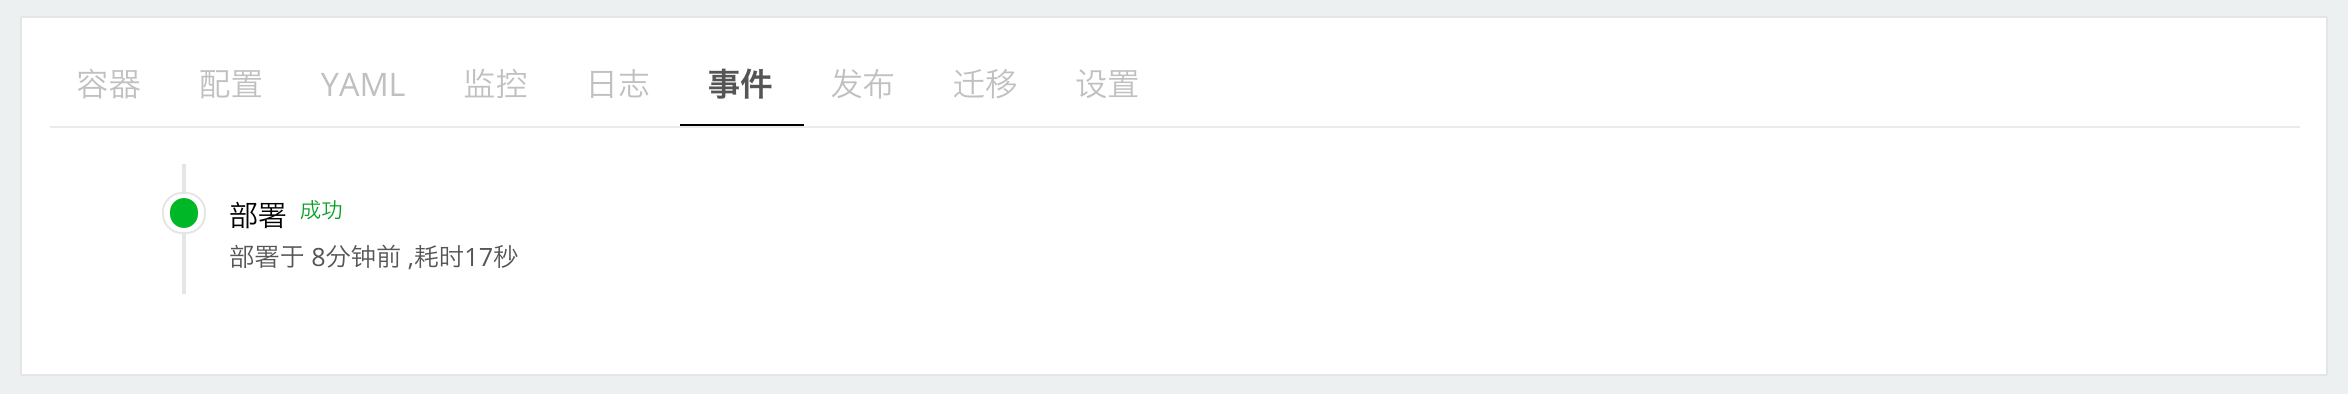 容器 配置 YAML 监控 日志 事件 发布 迁移 设置
部署 成功
部署于 8分钟前 ,耗时17秒